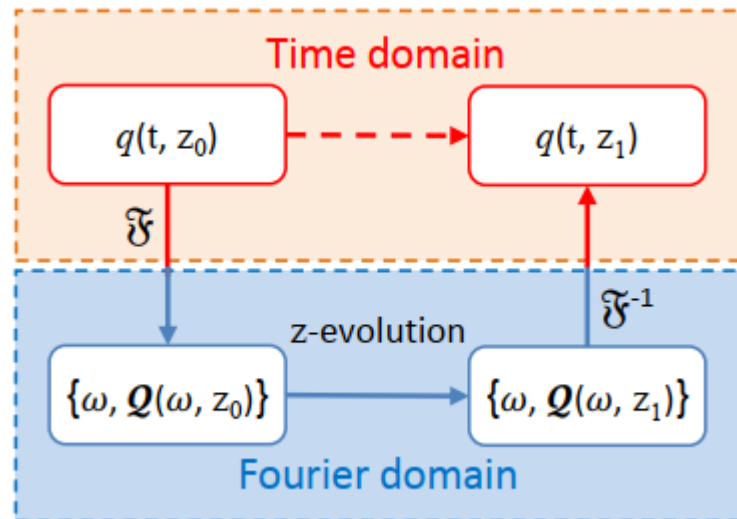 Time domain
q(t, z₀)
q(t, z₁)
𝔉
𝔉⁻¹
z-evolution
{ω, 𝑸(ω, z₀)}
{ω, 𝑸(ω, z₁)}
Fourier domain